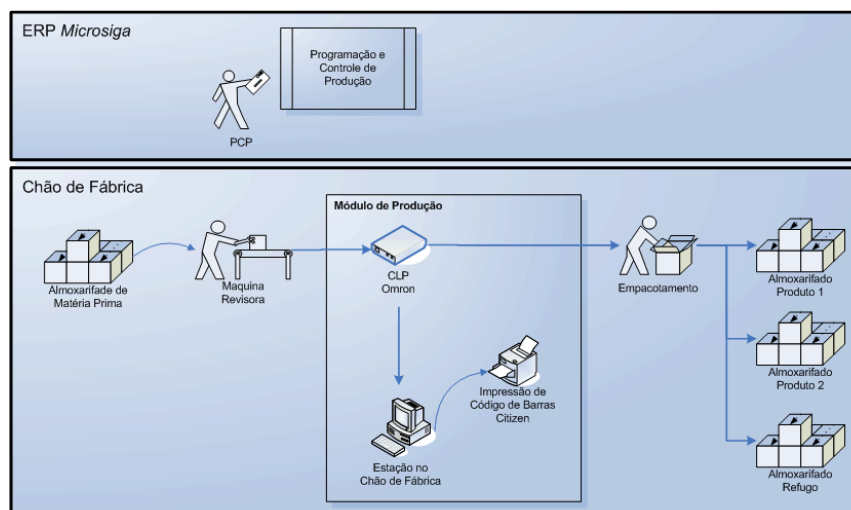 ERP Microsiga
Programação e
Controle de
Produção
PCP
Chão de Fábrica
Almoxarifade de
Matéria Prima
Maquina
Revisora
Módulo de Produção
CLP
Omron
Impressão de
Código de Barras
Citizen
Estação no
Chão de Fábrica
Empacotamento
Almoxarifado
Produto 1
Almoxarifado
Produto 2
Almoxarifado
Refugo